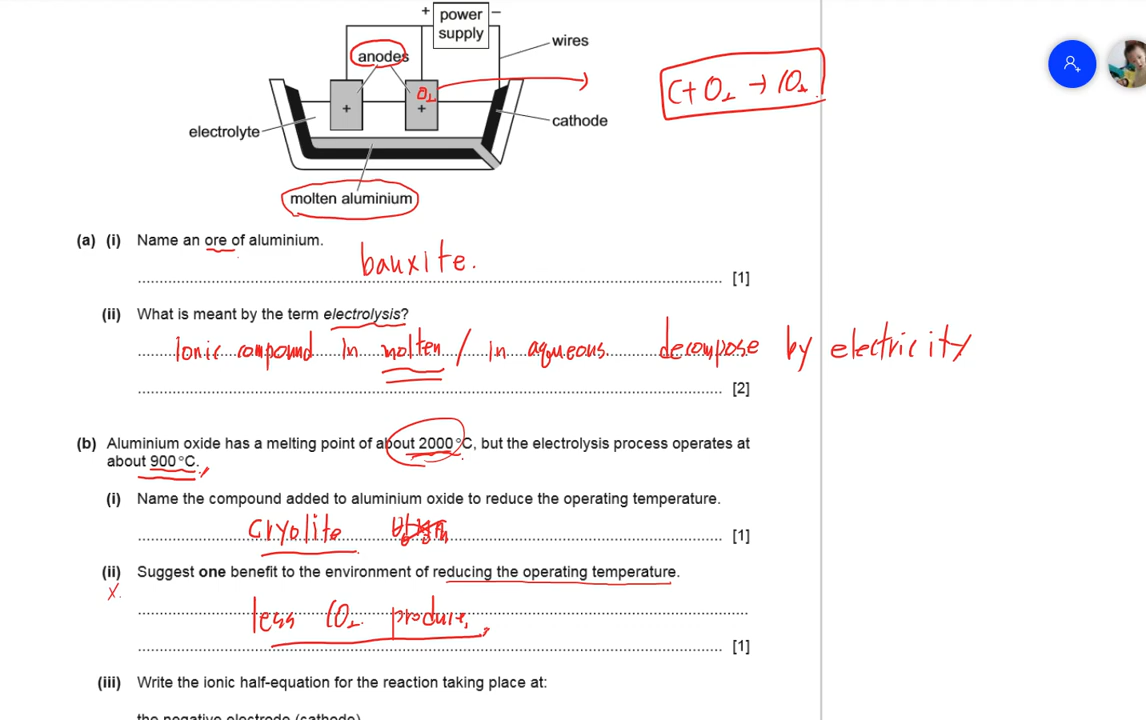 + power −
supply
wires
anodes
C + O₂ → CO₂
O₂
+ +
electrolyte
cathode
molten aluminium
(a) (i) Name an ore of aluminium.
bauxite.
[1]
(ii) What is meant by the term electrolysis?
Ionic compound In molten / in aqueous decompose by electricity
[2]
(b) Aluminium oxide has a melting point of about 2000 °C, but the electrolysis process operates at
about 900 °C.
(i) Name the compound added to aluminium oxide to reduce the operating temperature.
cryolite
[1]
(ii) Suggest one benefit to the environment of reducing the operating temperature.
X.
less CO₂ produce,
[1]
(iii) Write the ionic half-equation for the reaction taking place at:
the negative electrode (cathode)